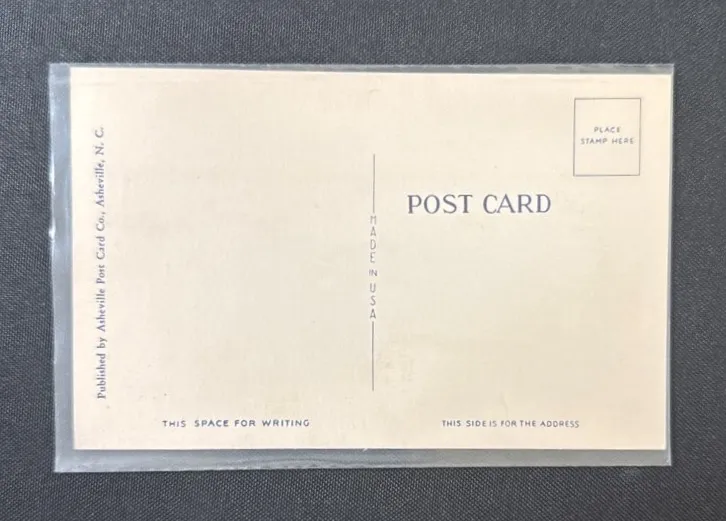 Published by Asheville Post Card Co., Asheville, N. C.
THIS SPACE FOR WRITING
MADE IN USA
POST CARD
PLACE
STAMP HERE
THIS SIDE IS FOR THE ADDRESS